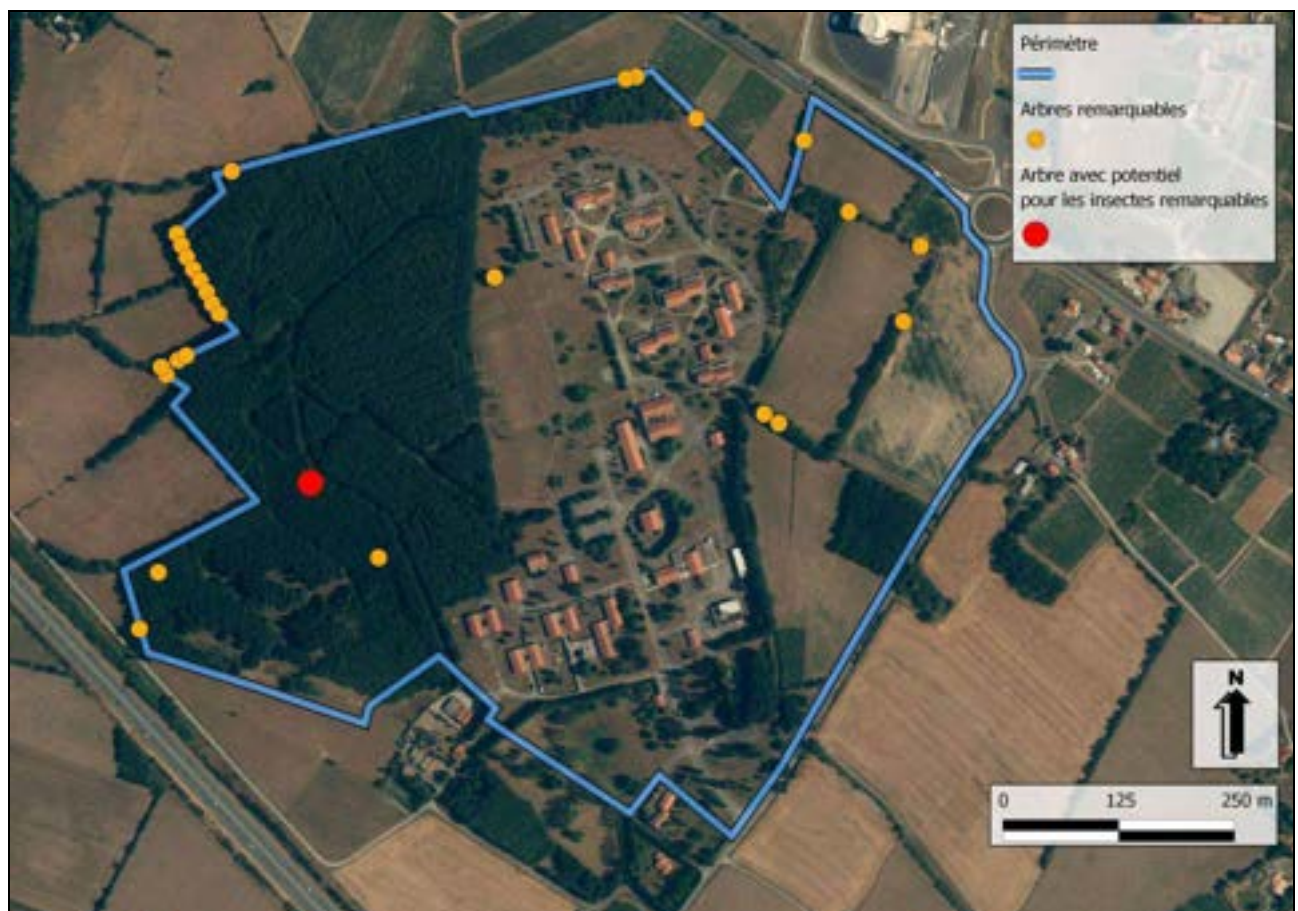 Périmètre
Arbres remarquables
Arbre avec potentiel
pour les insectes remarquables
N
0 125 250 m